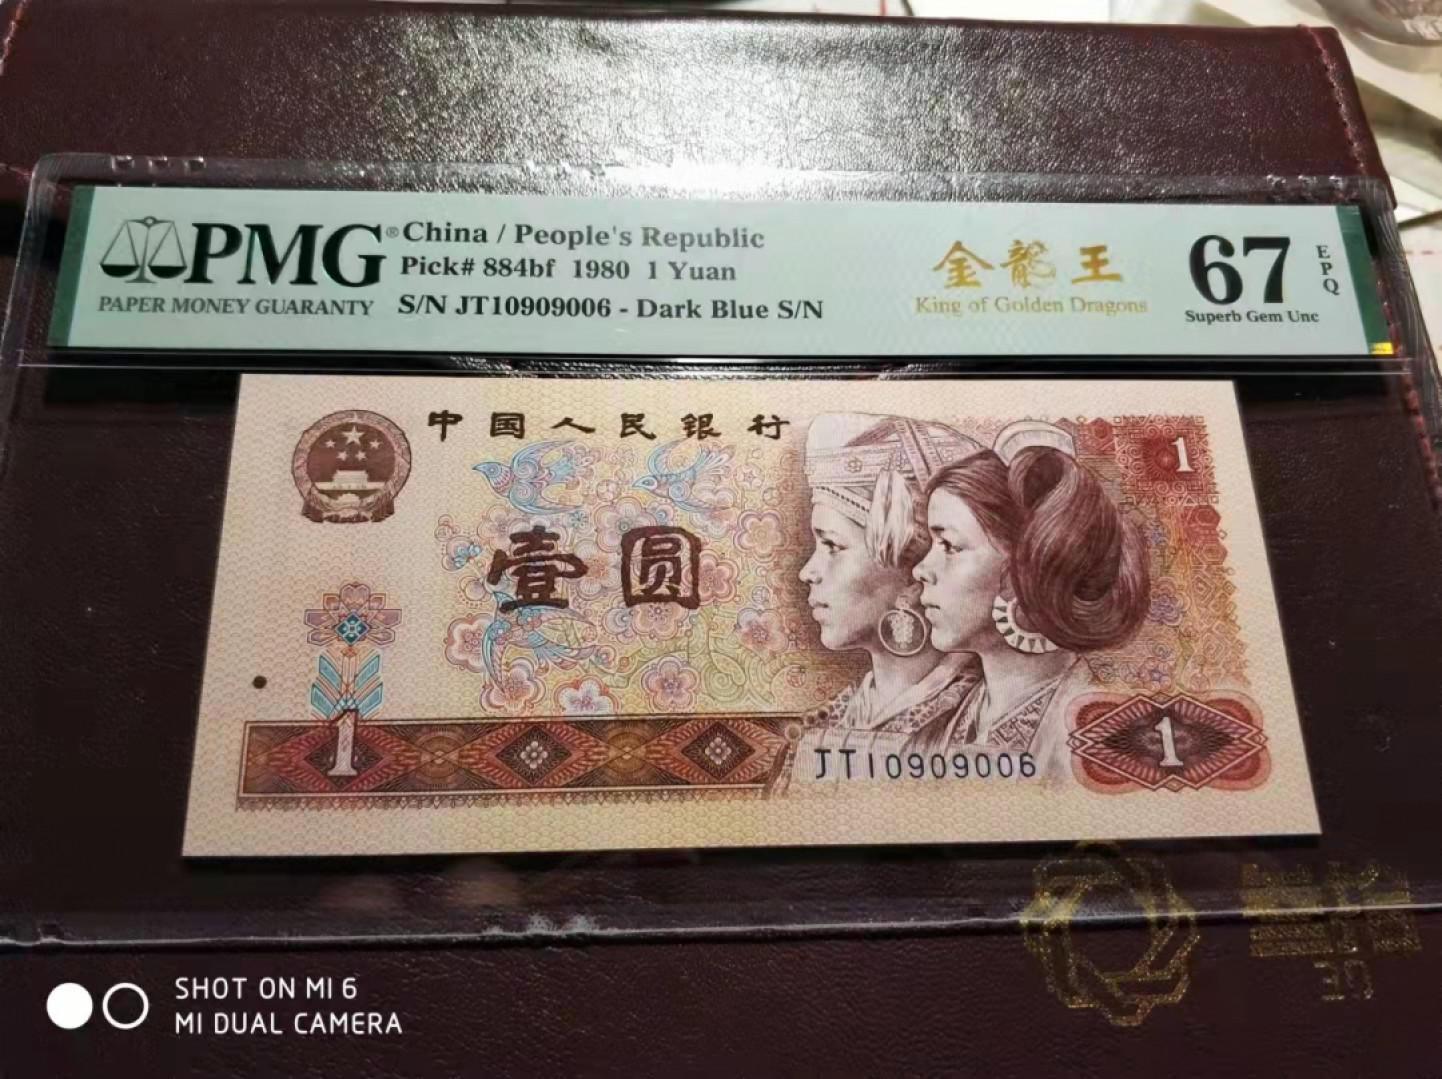 PMG®
PAPER MONEY GUARANTY
China / People's Republic
Pick# 884bf 1980 1 Yuan
S/N JT10909006 - Dark Blue S/N
金龍王
King of Golden Dragons
67
EPQ
Superb Gem Unc
中国人民银行
1
壹圆
1
JT10909006
1
SHOT ON MI 6
MI DUAL CAMERA